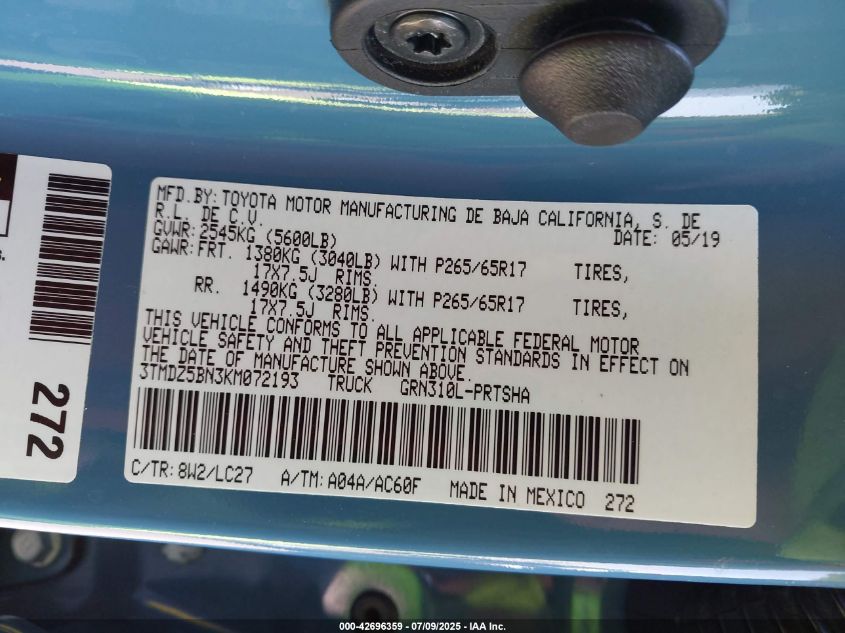 MFD.BY: TOYOTA MOTOR MANUFACTURING DE BAJA CALIFORNIA, S. DE
R.L. DE C.V. DATE: 05/19
GVWR: 2545KG (5600LB)
GAWR: FRT. 1380KG (3040LB) WITH P265/65R17 TIRES,
17X7.5J RIMS.
RR. 1490KG (3280LB) WITH P265/65R17 TIRES,
17X7.5J RIMS.
THIS VEHICLE CONFORMS TO ALL APPLICABLE FEDERAL MOTOR
VEHICLE SAFETY AND THEFT PREVENTION STANDARDS IN EFFECT ON
THE DATE OF MANUFACTURE SHOWN ABOVE.
3TMDZ5BN3KM072193 TRUCK GRN310L-PRTSHA
C/TR: 8W2/LC27 A/TM: A04A/AC60F MADE IN MEXICO 272
272
000-42696359 - 07/09/2025 - IAA Inc.